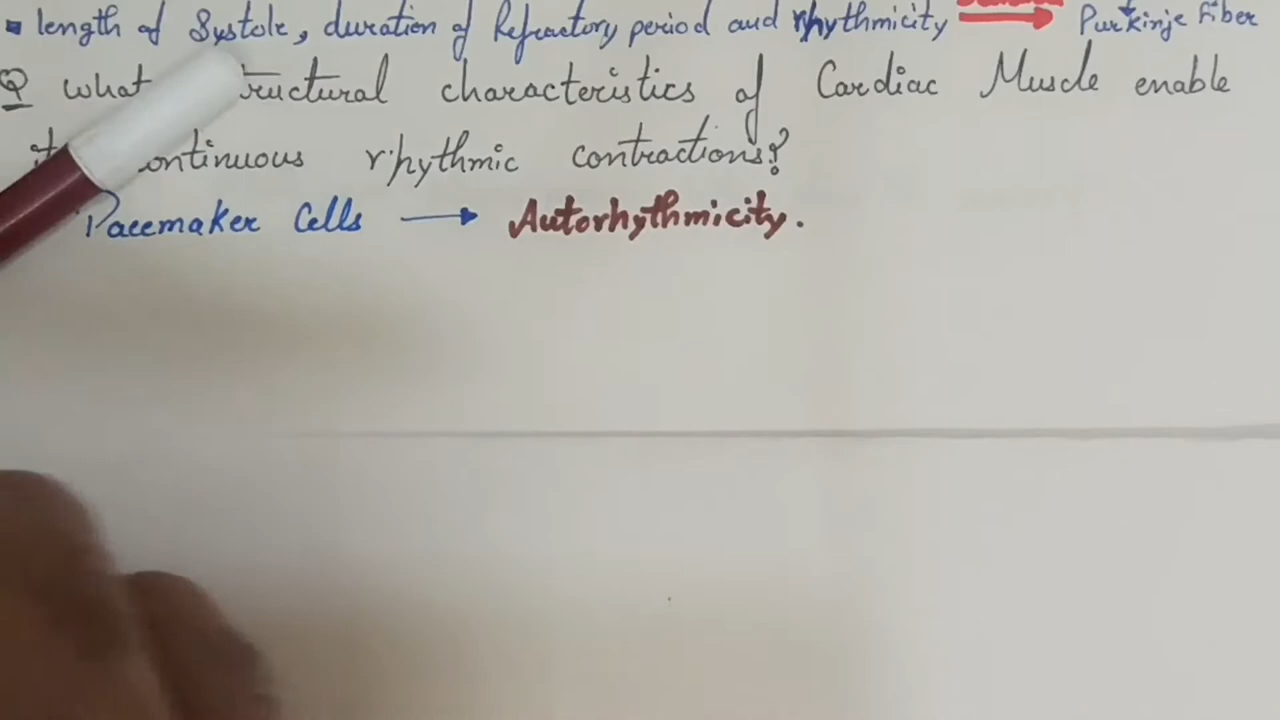 ▪ length of Systole, duration of Refractory period and rhythmicity → Purkinje Fiber
Q what structural characteristics of Cardiac Muscle enable
continuous rhythmic contractions?
Pacemaker Cells → Autorhythmicity.